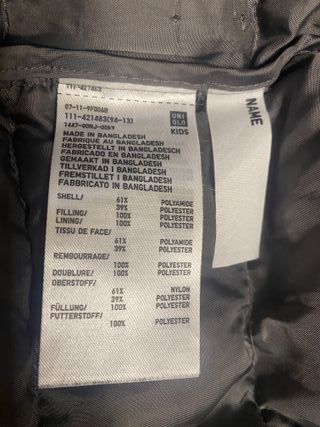 111-421483
07-11-9F006B
111-421483(94-13)
UNI
QLO
KIDS
MADE IN BANGLADESH
FABRIQUÉ AU BANGLADESH
HERGESTELLT IN BANGLADESCH
FABRICADO EN BANGLADESH
GEMAAKT IN BANGLADESH
TILLVERKAD I BANGLADESH
FREMSTILLET I BANGLADESH
FABBRICATO IN BANGLADESH
SHELL/ 61% POLYAMIDE
39% POLYESTER
FILLING/ 100% POLYESTER
LINING/ 100% POLYESTER
TISSU DE FACE/
61% POLYAMIDE
39% POLYESTER
REMBOURRAGE/
100% POLYESTER
DOUBLURE/ 100% POLYESTER
OBERSTOFF/
61% NYLON
39% POLYESTER
FÜLLUNG/ 100% POLYESTER
FUTTERSTOFF/
100% POLYESTER
NAME